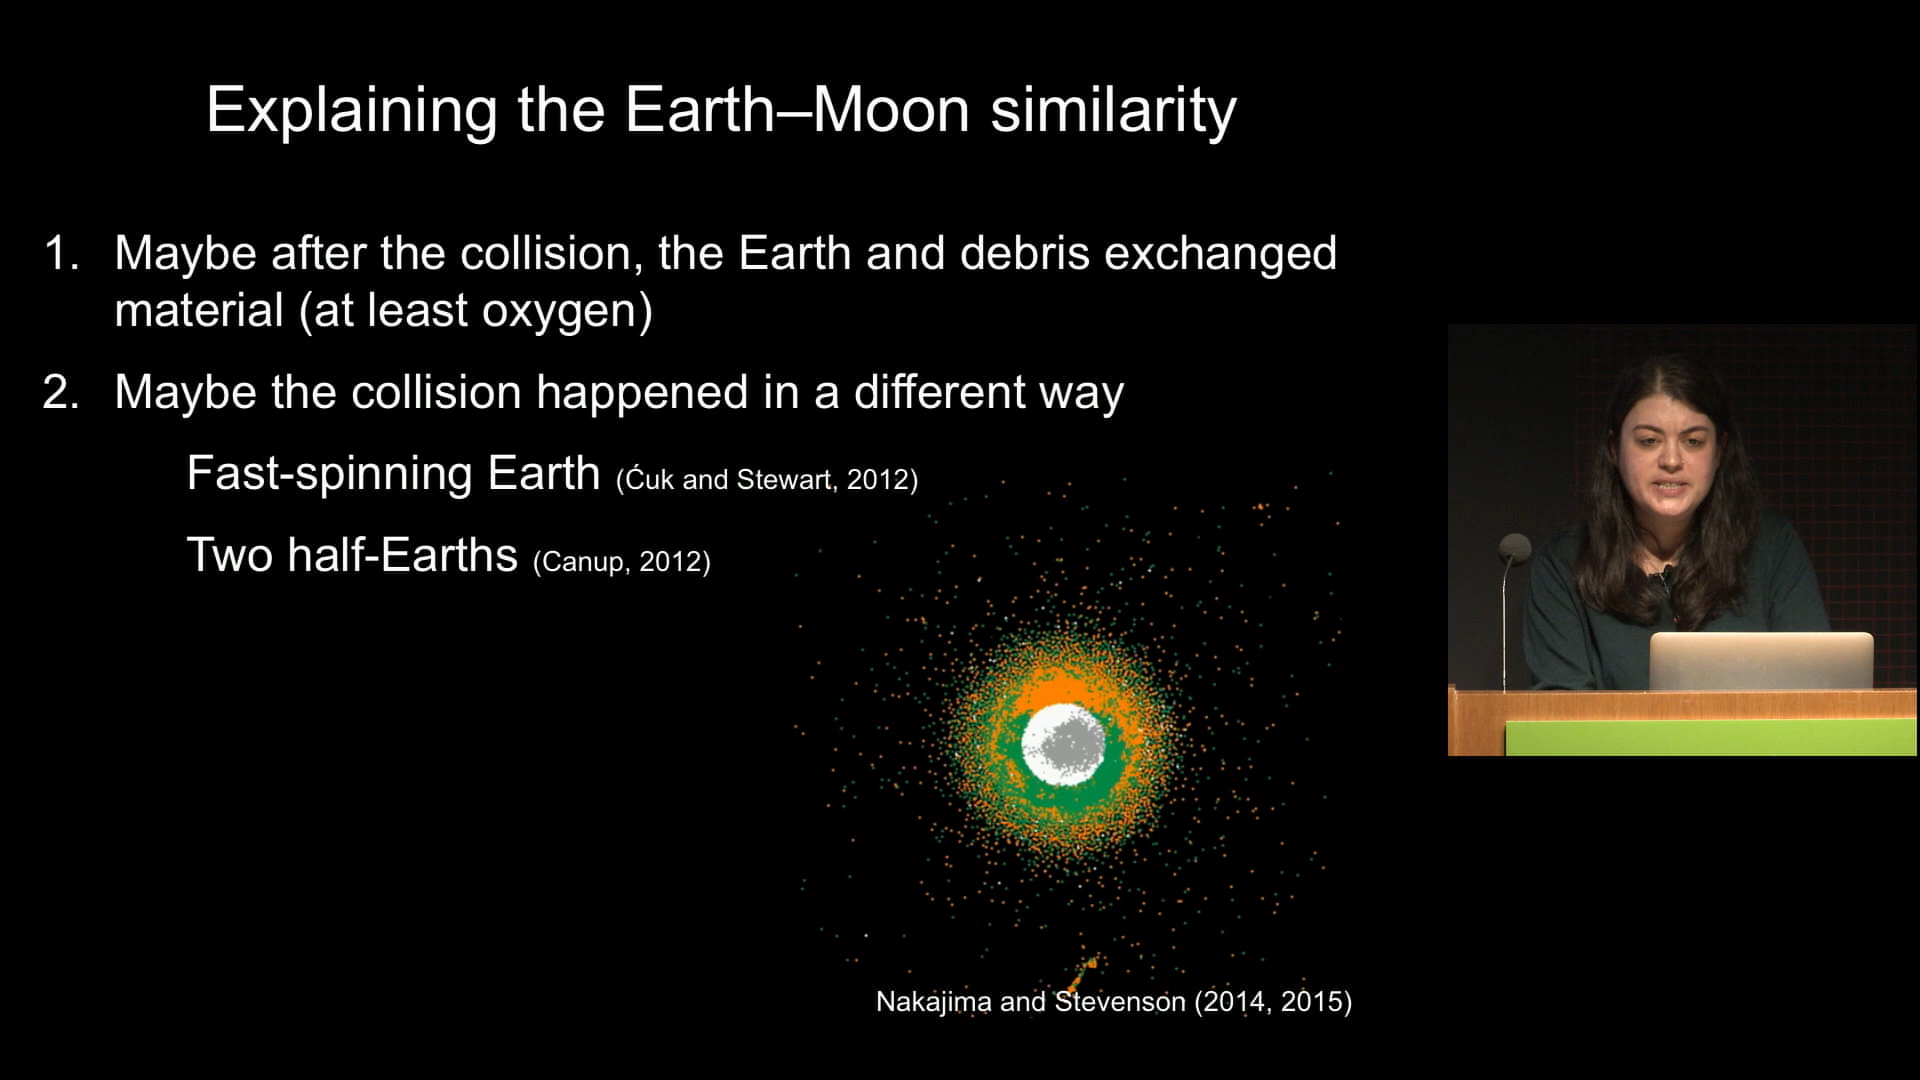 Explaining the Earth–Moon similarity
1. Maybe after the collision, the Earth and debris exchanged
material (at least oxygen)
2. Maybe the collision happened in a different way
Fast-spinning Earth (Ćuk and Stewart, 2012)
Two half-Earths (Canup, 2012)
Nakajima and Stevenson (2014, 2015)